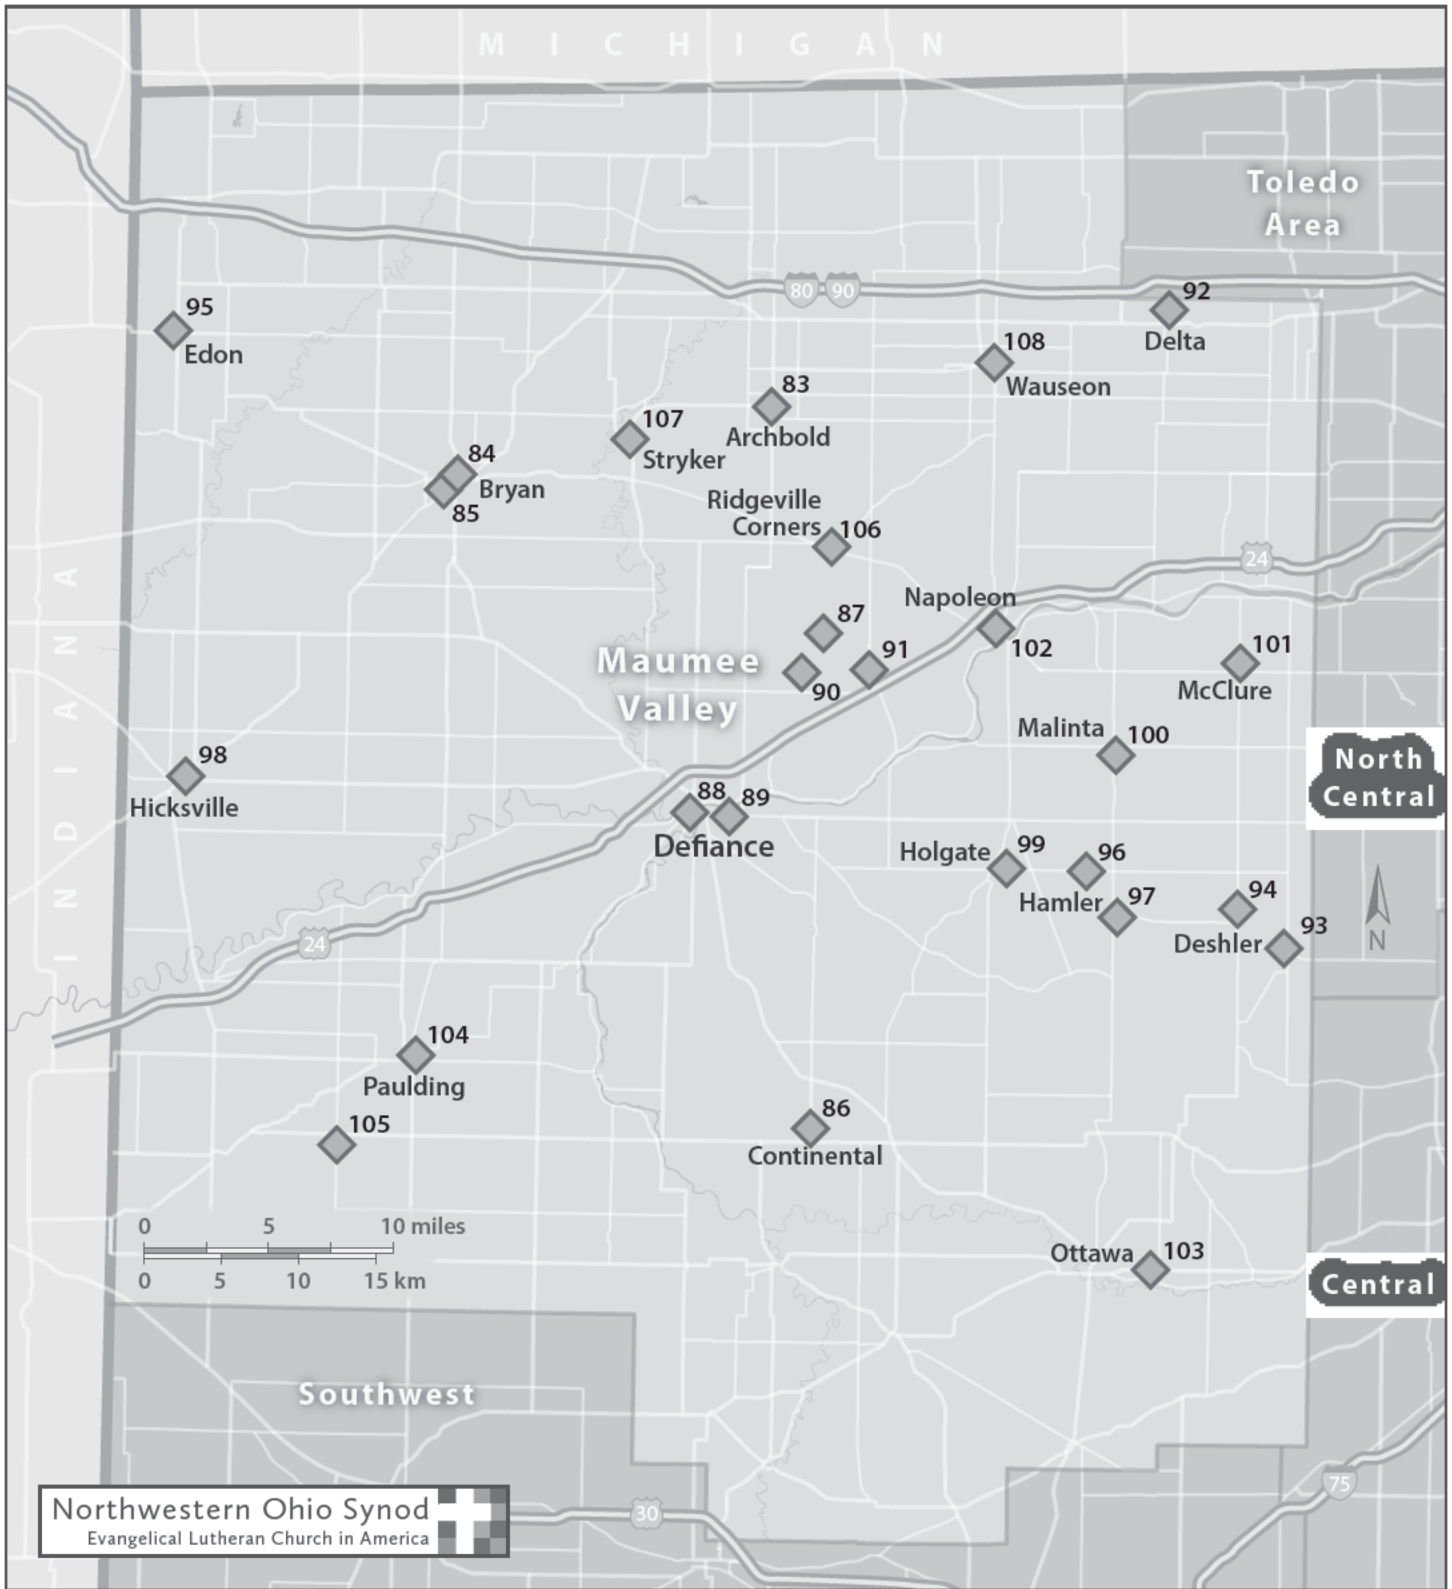 MICHIGAN
Toledo
Area
80
90
92
Delta
95
Edon
108
Wauseon
83
Archbold
107
Stryker
84
Bryan
85
Ridgeville
Corners
106
24
INDIANA
Napoleon
102
87
91
90
Maumee
Valley
101
McClure
Malinta
100
North
Central
98
Hicksville
88
89
Defiance
Holgate
99
96
Hamler
97
94
Deshler
93
N
24
104
Paulding
105
86
Continental
0 5 10 miles
0 5 10 15 km
Ottawa
103
Central
Southwest
75
Northwestern Ohio Synod
Evangelical Lutheran Church in America
30